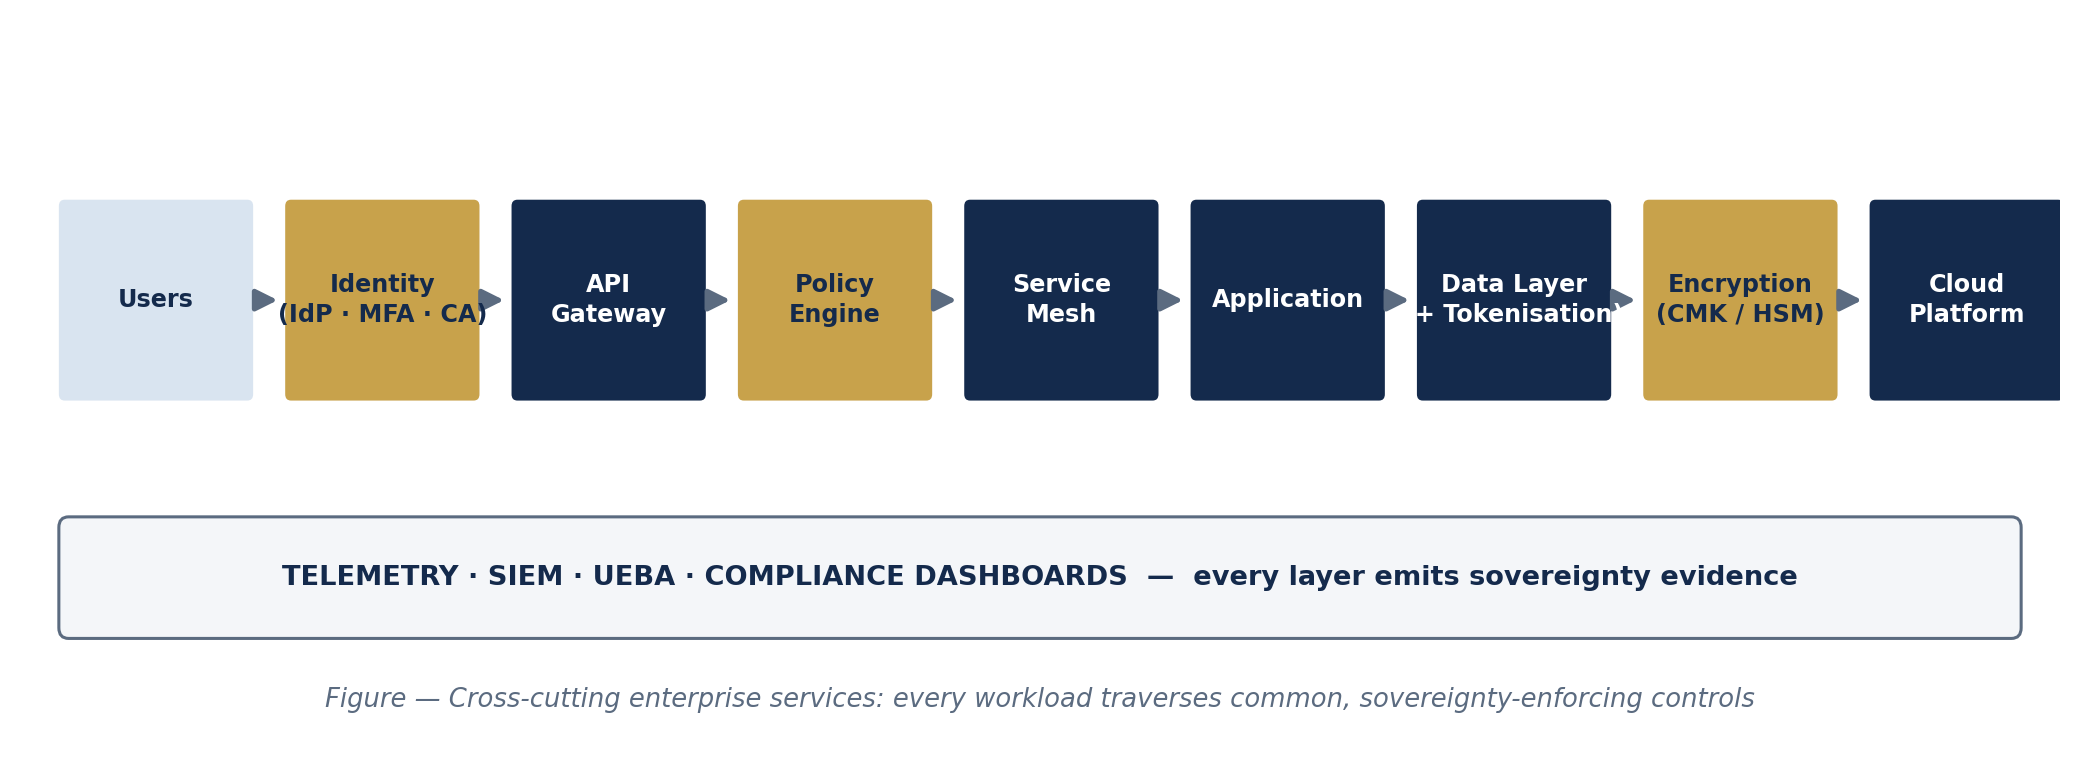 Users
Identity
(IdP · MFA · CA)
API
Gateway
Policy
Engine
Service
Mesh
Application
Data Layer
+ Tokenisation)
Encryption
(CMK / HSM)
Cloud
Platform
TELEMETRY · SIEM · UEBA · COMPLIANCE DASHBOARDS — every layer emits sovereignty evidence
Figure — Cross-cutting enterprise services: every workload traverses common, sovereignty-enforcing controls